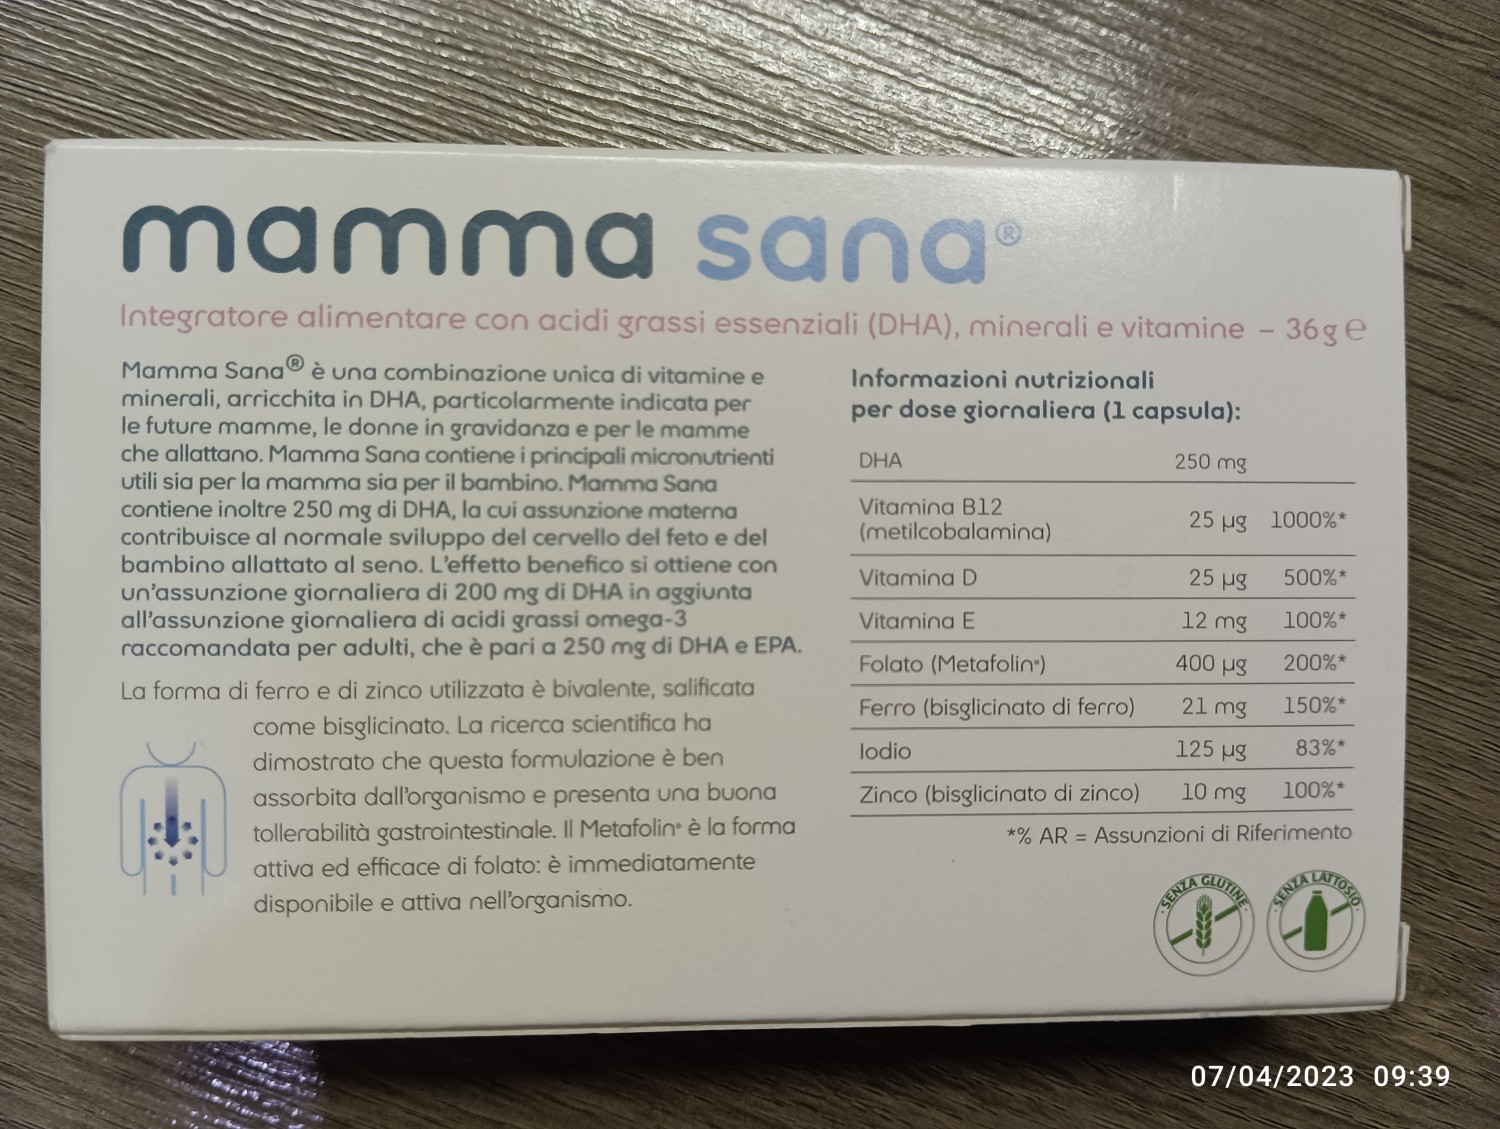 mamma sana®
Integratore alimentare con acidi grassi essenziali (DHA), minerali e vitamine – 36g ℮
Mamma Sana® è una combinazione unica di vitamine e
minerali, arricchita in DHA, particolarmente indicata per
le future mamme, le donne in gravidanza e per le mamme
che allattano. Mamma Sana contiene i principali micronutrienti
utili sia per la mamma sia per il bambino. Mamma Sana
contiene inoltre 250 mg di DHA, la cui assunzione materna
contribuisce al normale sviluppo del cervello del feto e del
bambino allattato al seno. L'effetto benefico si ottiene con
un'assunzione giornaliera di 200 mg di DHA in aggiunta
all'assunzione giornaliera di acidi grassi omega-3
raccomandata per adulti, che è pari a 250 mg di DHA e EPA.
La forma di ferro e di zinco utilizzata è bivalente, salificata
come bisglicinato. La ricerca scientifica ha
dimostrato che questa formulazione è ben
assorbita dall'organismo e presenta una buona
tollerabilità gastrointestinale. Il Metafolin® è la forma
attiva ed efficace di folato: è immediatamente
disponibile e attiva nell'organismo.
Informazioni nutrizionali
per dose giornaliera (1 capsula):
DHA 250 mg
Vitamina B12
(metilcobalamina) 25 µg 1000%*
Vitamina D 25 µg 500%*
Vitamina E 12 mg 100%*
Folato (Metafolin®) 400 µg 200%*
Ferro (bisglicinato di ferro) 21 mg 150%*
Iodio 125 µg 83%*
Zinco (bisglicinato di zinco) 10 mg 100%*
*% AR = Assunzioni di Riferimento
SENZA GLUTINE
SENZA LATTOSIO
07/04/2023 09:39